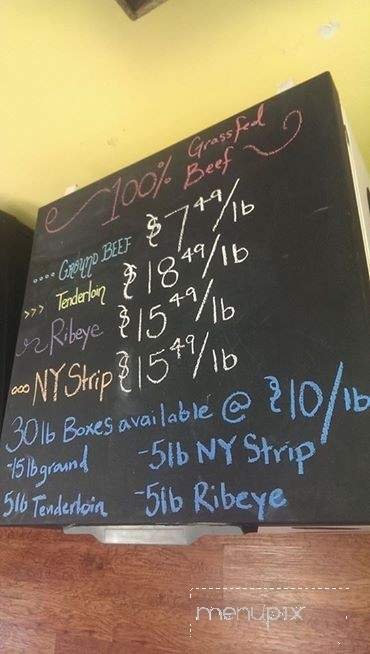 100% Grassfed Beef
Ground Beef $7.49/lb
Tenderloin $18.49/lb
Ribeye $15.49/lb
NY Strip $15.49/lb
30lb Boxes available @ $10/lb
-15lb ground -5lb NY Strip
5lb Tenderloin -5lb Ribeye
menupix